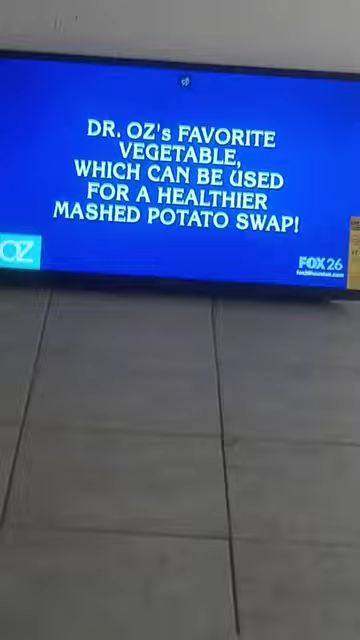 DR. OZ's FAVORITE
VEGETABLE,
WHICH CAN BE USED
FOR A HEALTHIER
MASHED POTATO SWAP!
OZ
FOX 26